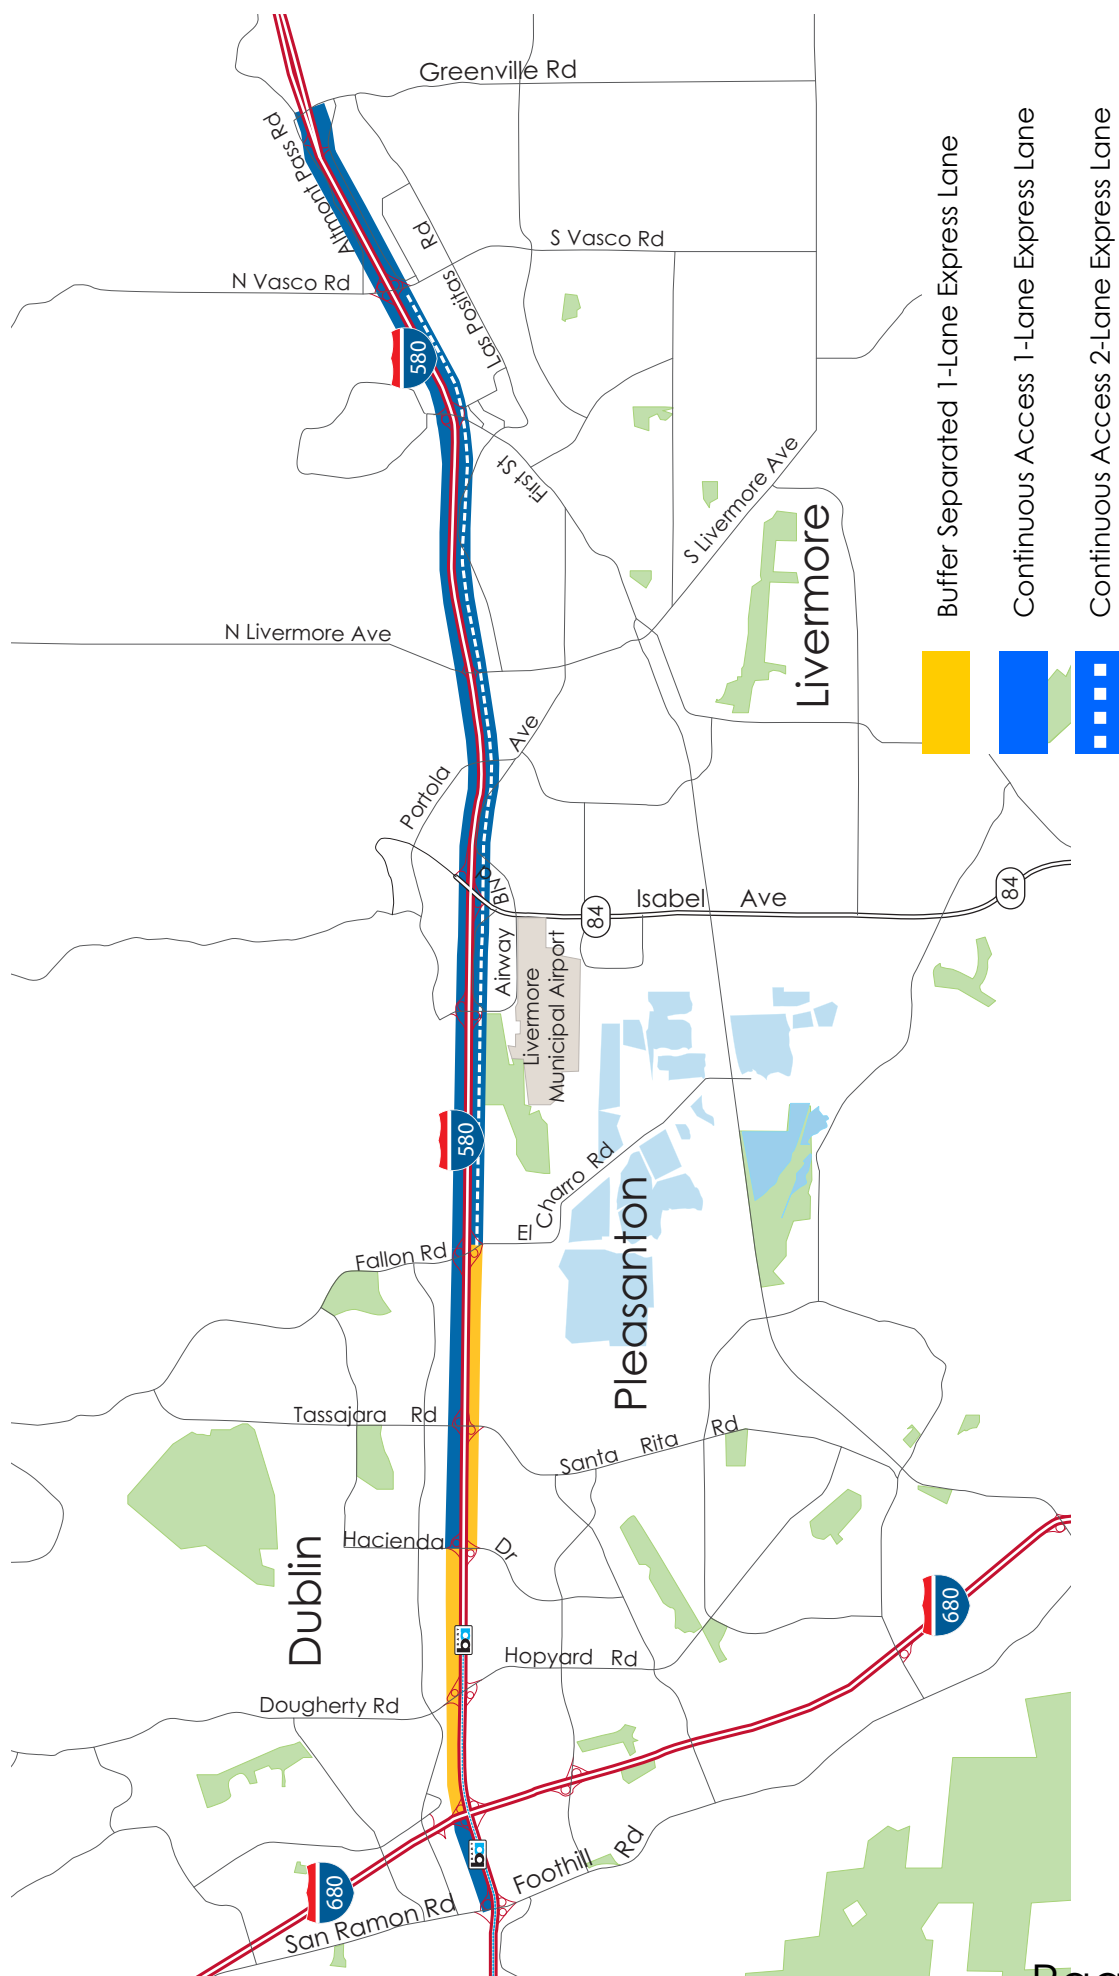 Greenville Rd
Altmont Pass Rd
Las Positas Rd
S Vasco Rd
N Vasco Rd
580
First St
S Livermore Ave
Livermore
N Livermore Ave
Portola Ave
Airway Blvd
84
Isabel Ave
84
Livermore
Municipal Airport
580
El Charro Rd
Fallon Rd
Pleasanton
Tassajara Rd
Santa Rita Rd
Hacienda Dr
Dublin
Hopyard Rd
Dougherty Rd
680
ba
ba
680
San Ramon Rd
Foothill Rd
Buffer Separated 1-Lane Express Lane
Continuous Access 1-Lane Express Lane
Continuous Access 2-Lane Express Lane